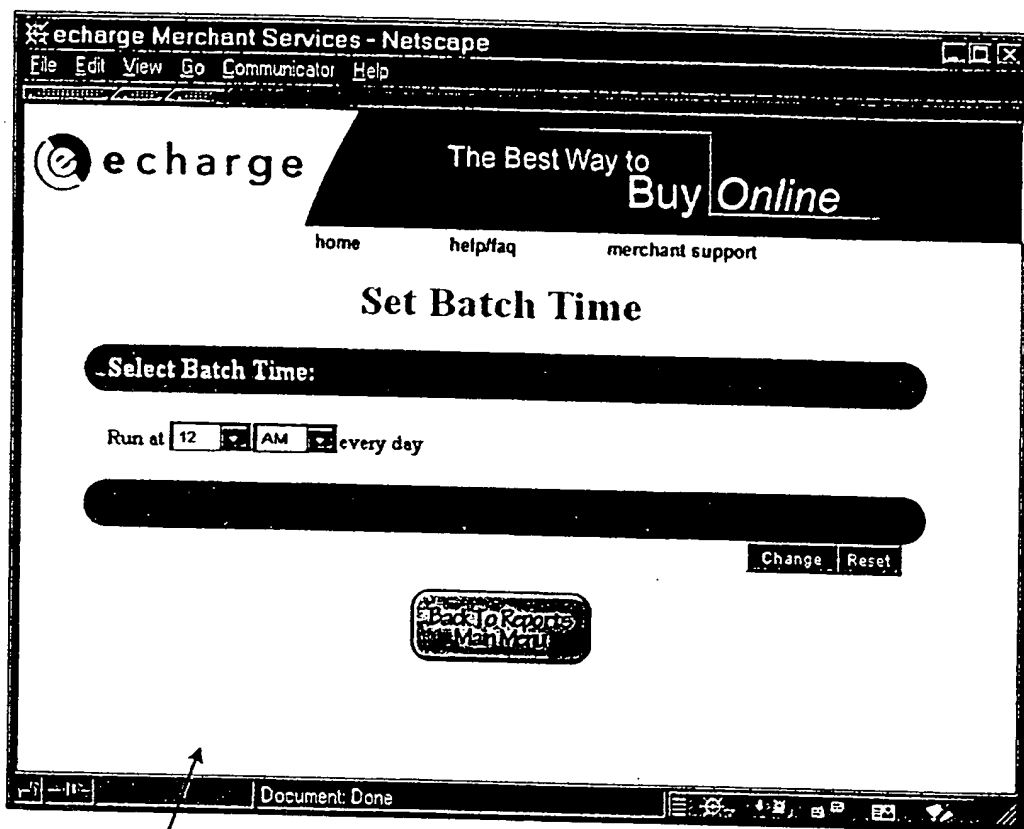 echarge Merchant Services - Netscape
File Edit View Go Communicator Help
echarge
The Best Way to
Buy Online
home help/faq merchant support
Set Batch Time
Select Batch Time:
Run at 12 AM every day
Change Reset
Back To Reports
Main Menu
Document: Done